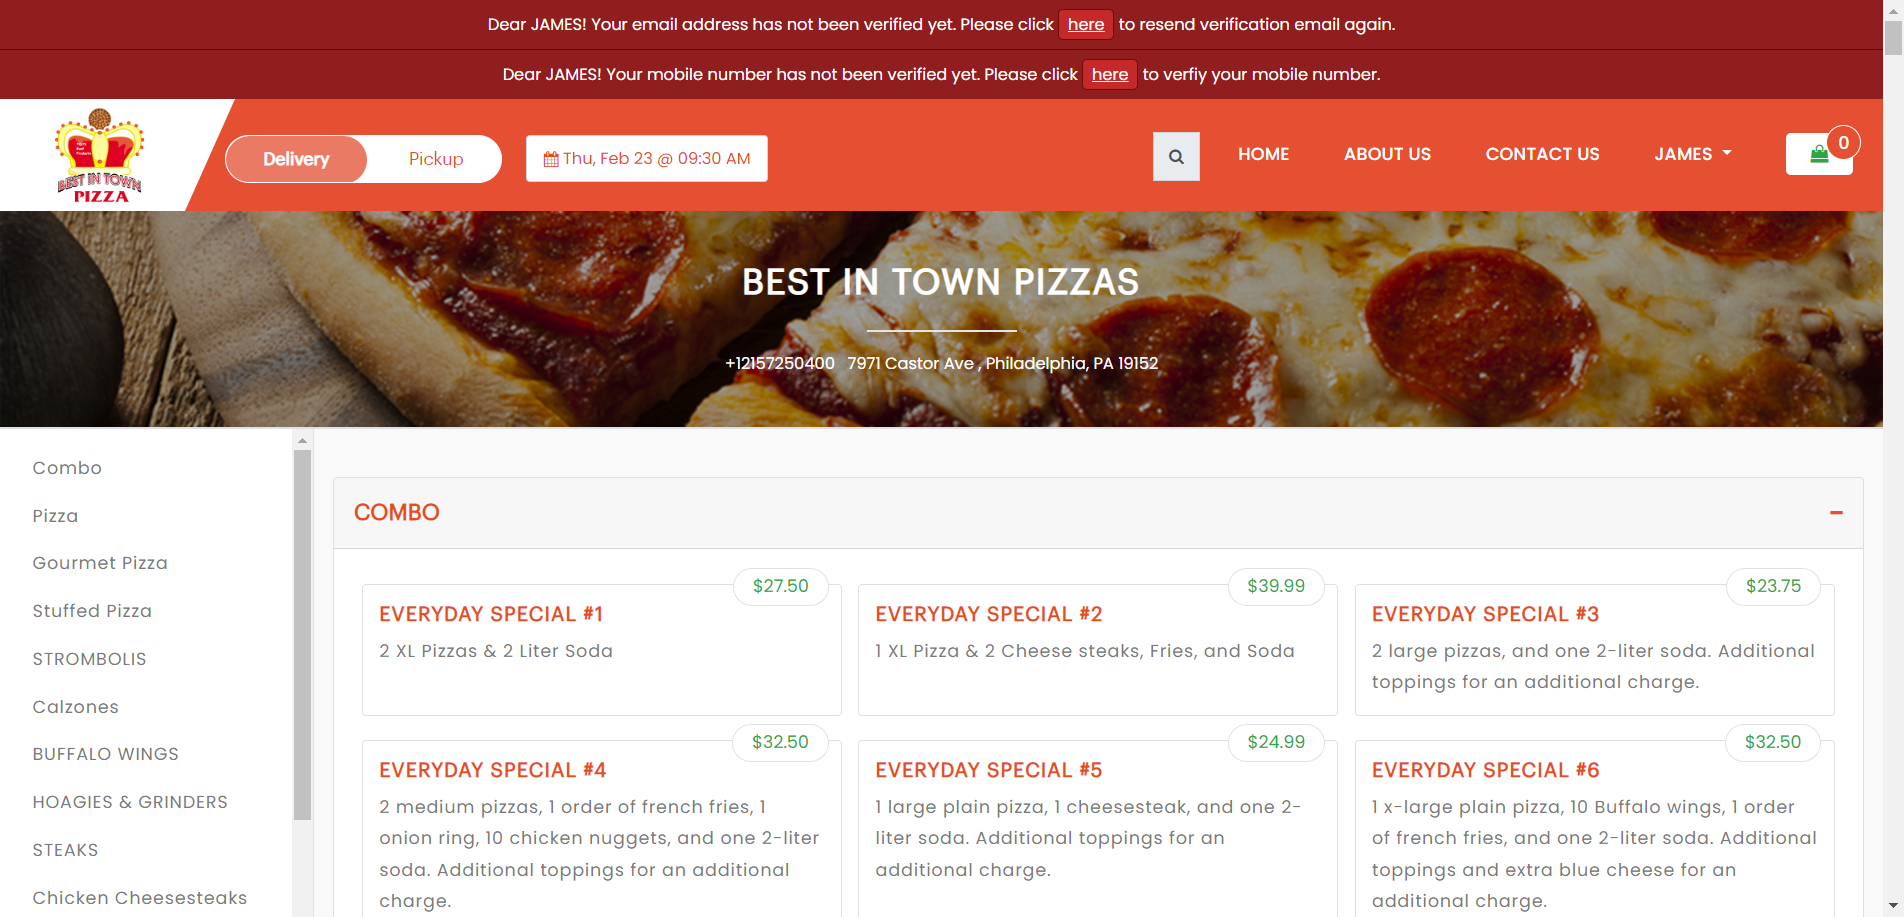 Dear JAMES! Your email address has not been verified yet. Please click here to resend verification email again.
Dear JAMES! Your mobile number has not been verified yet. Please click here to verfiy your mobile number.
BEST IN TOWN
PIZZA
Delivery
Pickup
Thu, Feb 23 @ 09:30 AM
HOME
ABOUT US
CONTACT US
JAMES
0
BEST IN TOWN PIZZAS
+12157250400 7971 Castor Ave , Philadelphia, PA 19152
Combo
Pizza
Gourmet Pizza
Stuffed Pizza
STROMBOLIS
Calzones
BUFFALO WINGS
HOAGIES & GRINDERS
STEAKS
Chicken Cheesesteaks
COMBO
$27.50
EVERYDAY SPECIAL #1
2 XL Pizzas & 2 Liter Soda
$39.99
EVERYDAY SPECIAL #2
1 XL Pizza & 2 Cheese steaks, Fries, and Soda
$23.75
EVERYDAY SPECIAL #3
2 large pizzas, and one 2-liter soda. Additional
toppings for an additional charge.
$32.50
EVERYDAY SPECIAL #4
2 medium pizzas, 1 order of french fries, 1
onion ring, 10 chicken nuggets, and one 2-liter
soda. Additional toppings for an additional
charge.
$24.99
EVERYDAY SPECIAL #5
1 large plain pizza, 1 cheesesteak, and one 2-
liter soda. Additional toppings for an
additional charge.
$32.50
EVERYDAY SPECIAL #6
1 x-large plain pizza, 10 Buffalo wings, 1 order
of french fries, and one 2-liter soda. Additional
toppings and extra blue cheese for an
additional charge.